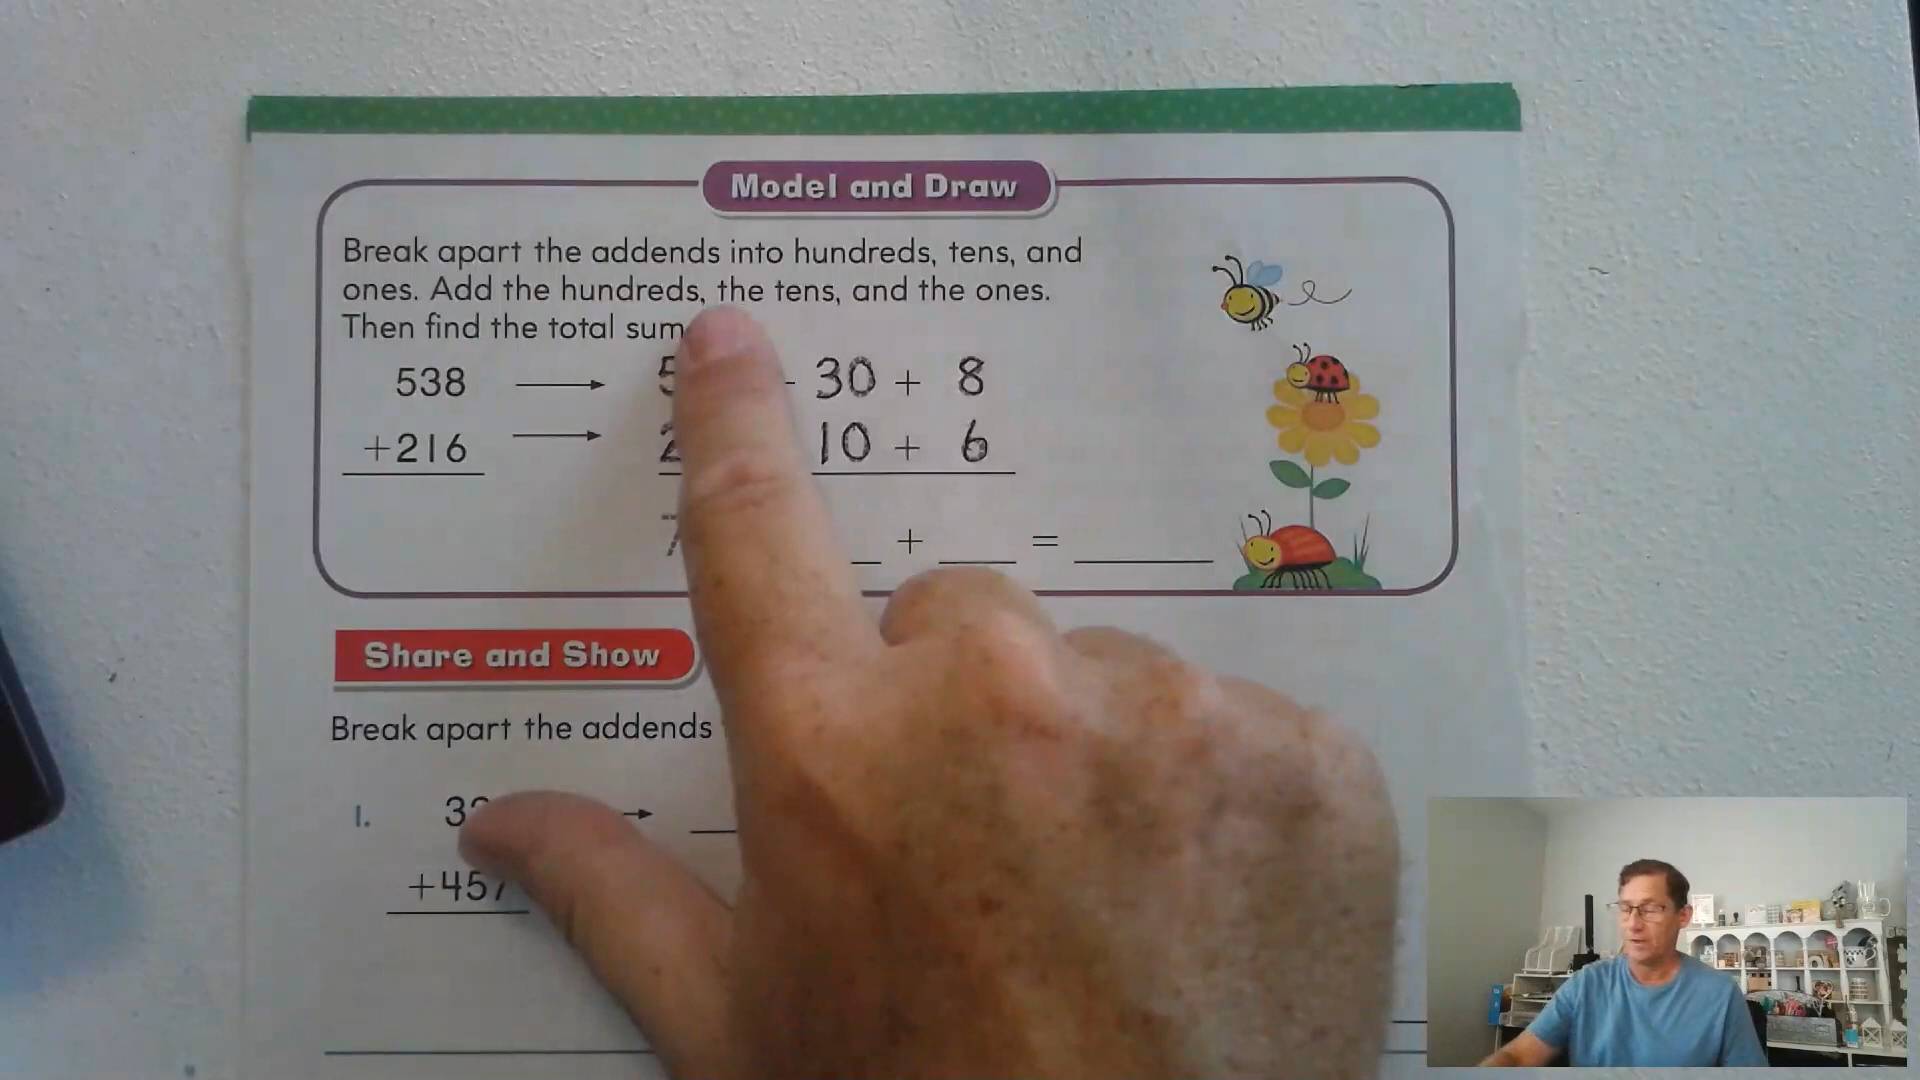 Model and Draw
Break apart the addends into hundreds, tens, and
ones. Add the hundreds, the tens, and the ones.
Then find the total sum
538 → 30 + 8
+216 → 10 + 6
+ =
Share and Show
Break apart the addends
1.
+457